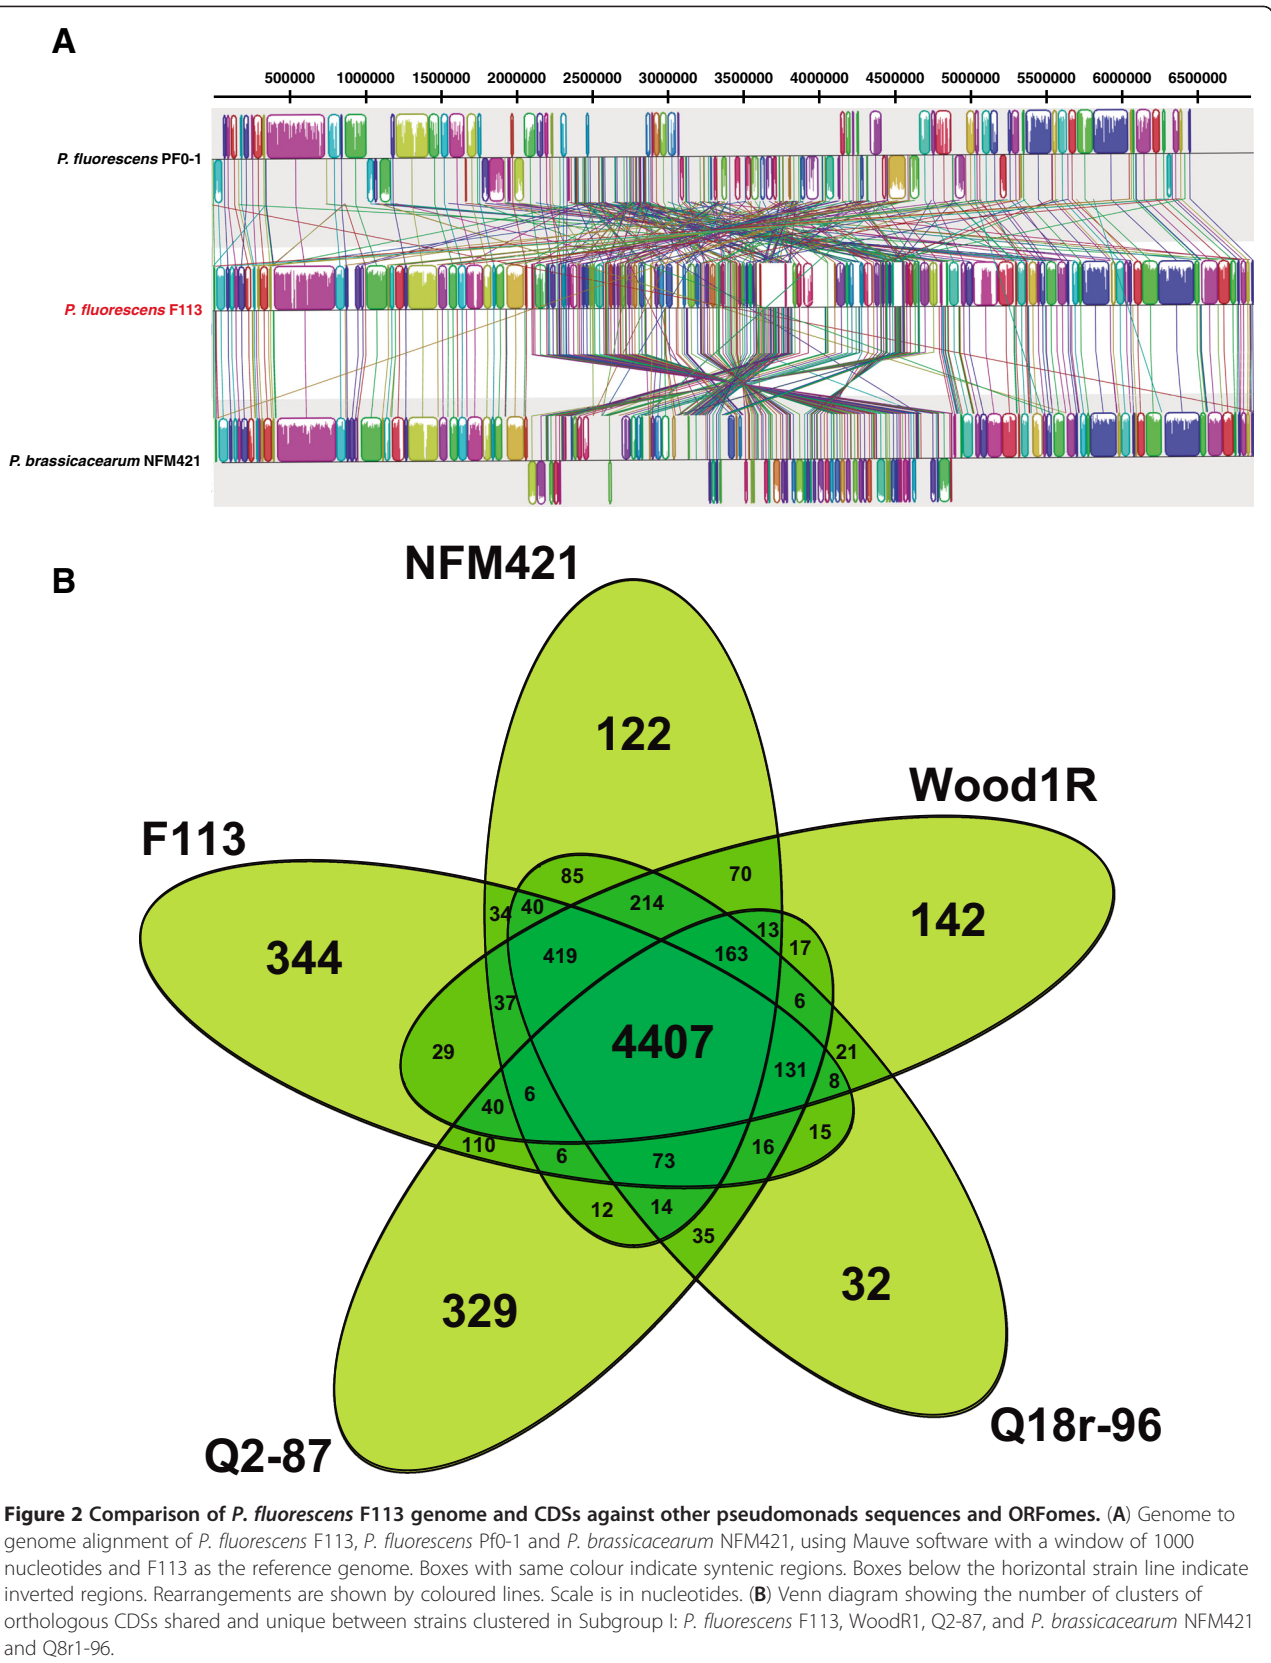 A
500000 1000000 1500000 2000000 2500000 3000000 3500000 4000000 4500000 5000000 5500000 6000000 6500000
P. fluorescens PF0-1
P. fluorescens F113
P. brassicacearum NFM421
B
NFM421
122
Wood1R
F113
85
70
34
40
214
142
344
13
17
419
163
37
6
4407
29
21
131
8
6
40
15
110
16
6
73
12
14
35
32
329
Q18r-96
Q2-87
Figure 2 Comparison of P. fluorescens F113 genome and CDSs against other pseudomonads sequences and ORFomes. (A) Genome to
genome alignment of P. fluorescens F113, P. fluorescens Pf0-1 and P. brassicacearum NFM421, using Mauve software with a window of 1000
nucleotides and F113 as the reference genome. Boxes with same colour indicate syntenic regions. Boxes below the horizontal strain line indicate
inverted regions. Rearrangements are shown by coloured lines. Scale is in nucleotides. (B) Venn diagram showing the number of clusters of
orthologous CDSs shared and unique between strains clustered in Subgroup I: P. fluorescens F113, WoodR1, Q2-87, and P. brassicacearum NFM421
and Q8r1-96.